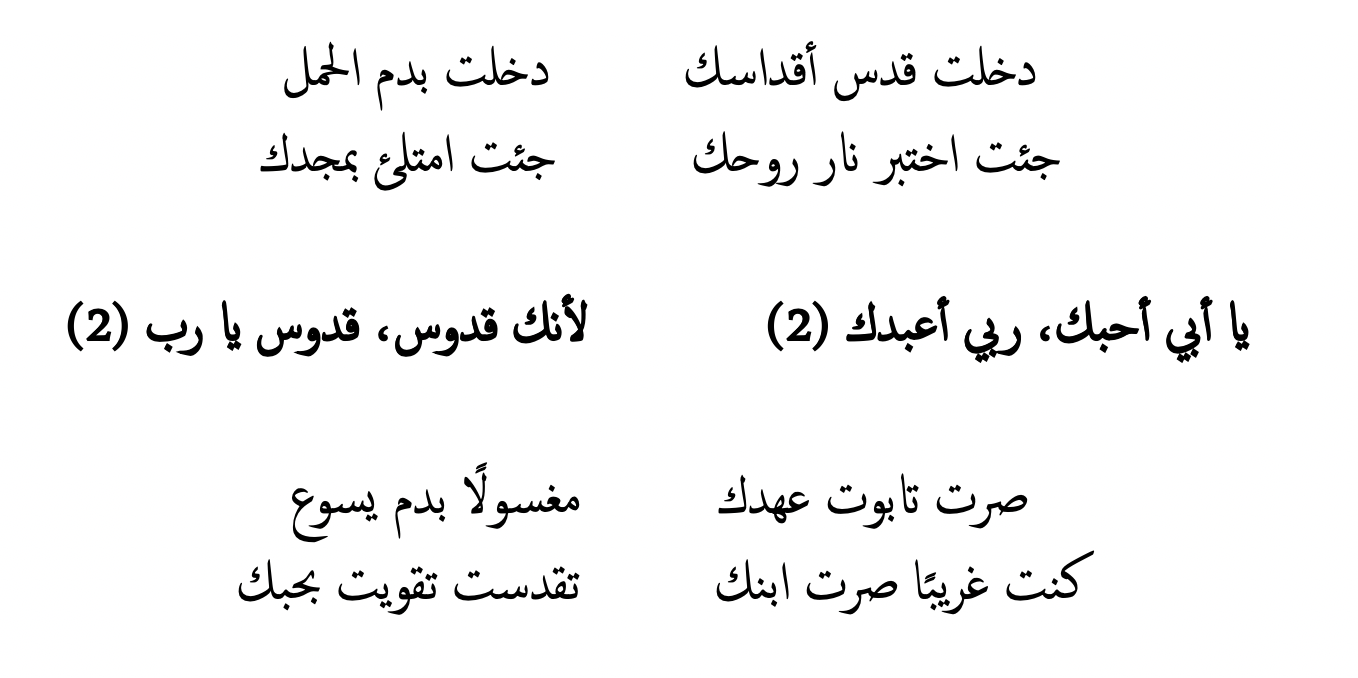 دخلت قدس أقداسك دخلت بدم الحمل
جئت اختبر نار روحك جئت امتلئ بمجدك
يا أبي أحبك، ربي أعبدك (2) لأنك قدوس، قدوس يا رب (2)
صرت تابوت عهدك مغسولًا بدم يسوع
كنت غريبًا صرت ابنك تقدست تقويت بحبك